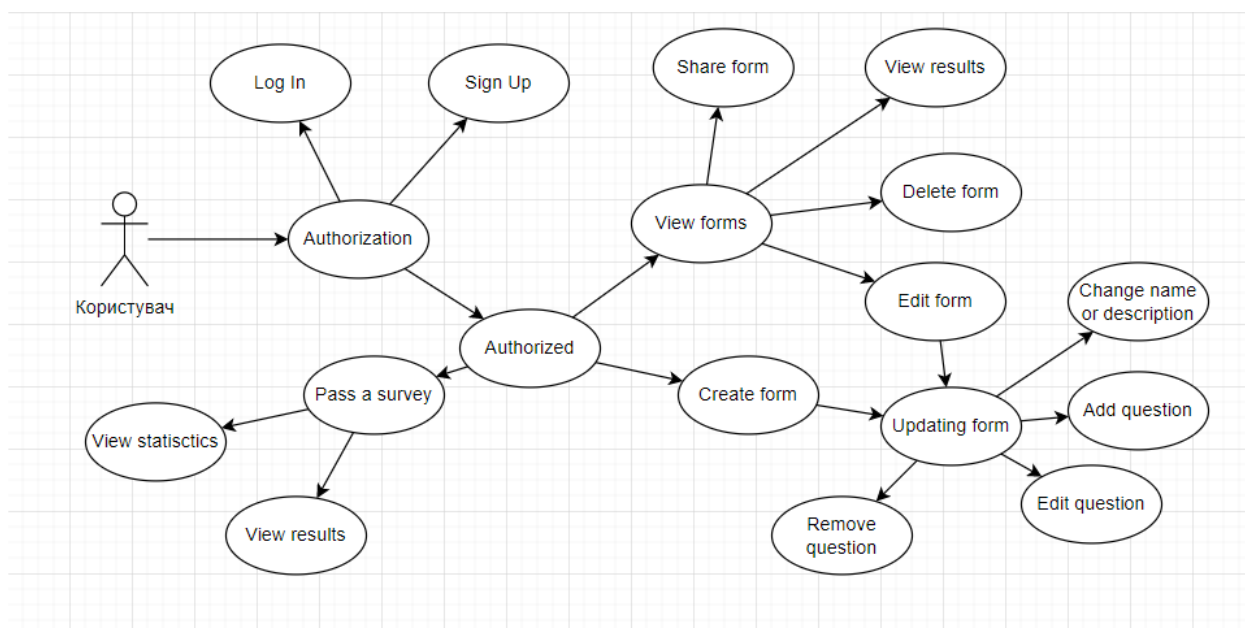 Log In
Sign Up
Share form
View results
Authorization
View forms
Delete form
Користувач
Edit form
Change name
or description
Authorized
Pass a survey
Create form
Add question
View statisctics
Updating form
Edit question
View results
Remove
question